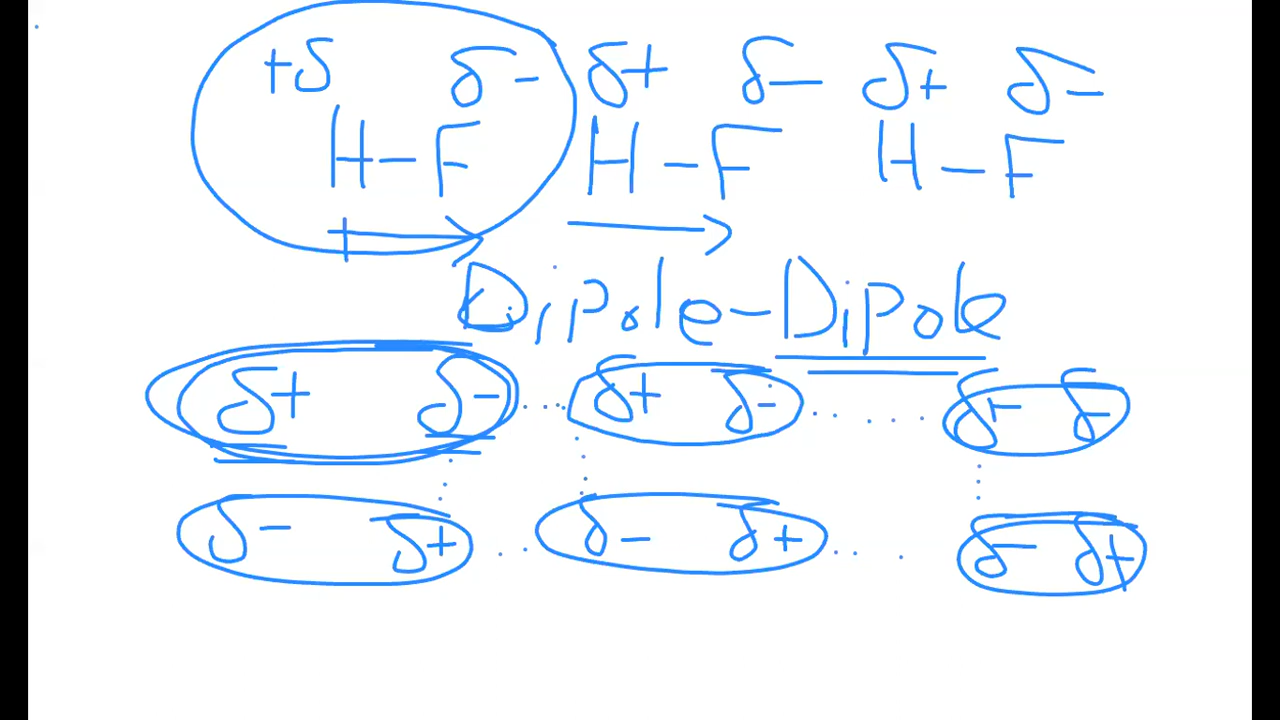 +δ δ- δ+ δ- δ+ δ-
H-F H-F H-F
Dipole-Dipole
δ+ δ- δ+ δ- δ+ δ-
δ- δ+ δ- δ+ δ- δ+